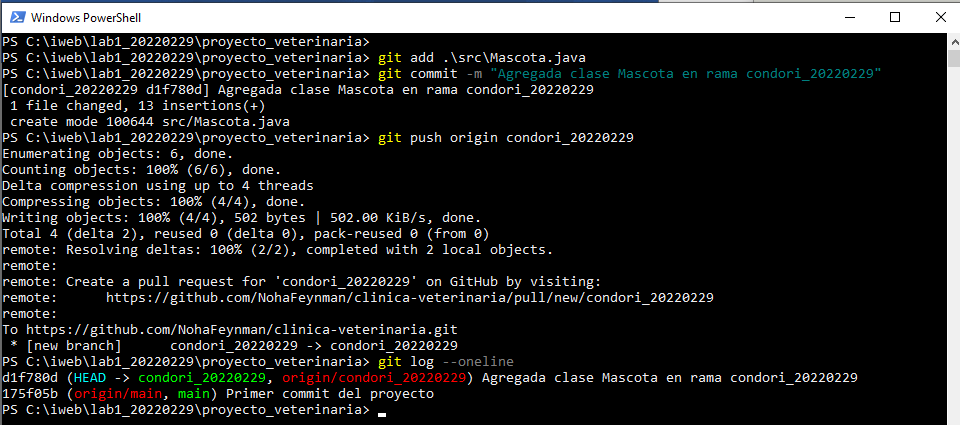 Windows PowerShell
PS C:\iweb\lab1_20220229\proyecto_veterinaria>
PS C:\iweb\lab1_20220229\proyecto_veterinaria> git add .\src\Mascota.java
PS C:\iweb\lab1_20220229\proyecto_veterinaria> git commit -m "Agregada clase Mascota en rama condori_20220229"
[condori_20220229 d1f780d] Agregada clase Mascota en rama condori_20220229
 1 file changed, 13 insertions(+)
 create mode 100644 src/Mascota.java
PS C:\iweb\lab1_20220229\proyecto_veterinaria> git push origin condori_20220229
Enumerating objects: 6, done.
Counting objects: 100% (6/6), done.
Delta compression using up to 4 threads
Compressing objects: 100% (4/4), done.
Writing objects: 100% (4/4), 502 bytes | 502.00 KiB/s, done.
Total 4 (delta 2), reused 0 (delta 0), pack-reused 0 (from 0)
remote: Resolving deltas: 100% (2/2), completed with 2 local objects.
remote:
remote: Create a pull request for 'condori_20220229' on GitHub by visiting:
remote:      https://github.com/NohaFeynman/clinica-veterinaria/pull/new/condori_20220229
remote:
To https://github.com/NohaFeynman/clinica-veterinaria.git
 * [new branch]      condori_20220229 -> condori_20220229
PS C:\iweb\lab1_20220229\proyecto_veterinaria> git log --oneline
d1f780d (HEAD -> condori_20220229, origin/condori_20220229) Agregada clase Mascota en rama condori_20220229
175f05b (origin/main, main) Primer commit del proyecto
PS C:\iweb\lab1_20220229\proyecto_veterinaria>